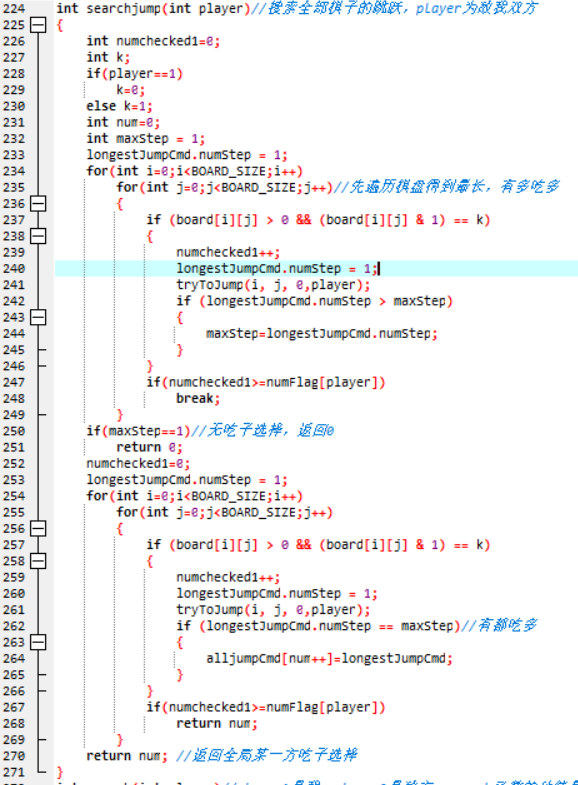 224 int searchjump(int player)//搜索全部棋子的跳跃，player为敌我双方
225 {
226 int numchecked1=0;
227 int k;
228 if(player==1)
229 k=0;
230 else k=1;
231 int num=0;
232 int maxStep = 1;
233 longestJumpCmd.numStep = 1;
234 for(int i=0;i<BOARD_SIZE;i++)
235 for(int j=0;j<BOARD_SIZE;j++)//先遍历棋盘得到最长，有多吃多
236 {
237 if (board[i][j] > 0 && (board[i][j] & 1) == k)
238 {
239 numchecked1++;
240 longestJumpCmd.numStep = 1;
241 tryToJump(i, j, 0,player);
242 if (longestJumpCmd.numStep > maxStep)
243 {
244 maxStep=longestJumpCmd.numStep;
245 }
246 }
247 if(numchecked1>=numFlag[player])
248 break;
249 }
250 if(maxStep==1)//无吃子选择，返回0
251 return 0;
252 numchecked1=0;
253 longestJumpCmd.numStep = 1;
254 for(int i=0;i<BOARD_SIZE;i++)
255 for(int j=0;j<BOARD_SIZE;j++)
256 {
257 if (board[i][j] > 0 && (board[i][j] & 1) == k)
258 {
259 numchecked1++;
260 longestJumpCmd.numStep = 1;
261 tryToJump(i, j, 0,player);
262 if (longestJumpCmd.numStep == maxStep)//有都吃多
263 {
264 alljumpCmd[num++]=longestJumpCmd;
265 }
266 }
267 if(numchecked1>=numFlag[player])
268 return num;
269 }
270 return num; //返回全局某一方吃子选择
271 }